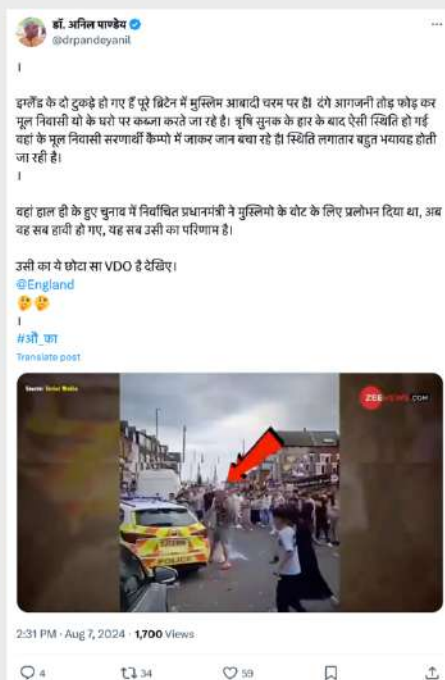 डॉ. अनिल पाण्डेय
@drpandeyanil
।
इग्लैंड के दो टुकड़े हो गए हैं पूरे ब्रिटेन में मुस्लिम आबादी चरम पर है। दंगे आगजनी तोड़ फोड़ कर
मूल निवासी यो के घरो पर कब्जा करते जा रहे है। ऋषि सुनक के हार के बाद ऐसी स्थिति हो गई
वहां के मूल निवासी सरणार्थी कैम्पो में जाकर जान बचा रहे है। स्थिति लगातार बहुत भयावह होती
जा रही है।
।
वहां हाल ही के हुए चुनाव में निर्वाचित प्रधानमंत्री ने मुस्लिमो के वोट के लिए प्रलोभन दिया था, अब
वह सब हावी हो गए, यह सब उसी का परिणाम है।
उसी का ये छोटा सा VDO है देखिए।
@England
।
#औ_का
Translate post
Source: Social Media
ZEENEWS.COM
POLICE
2:31 PM · Aug 7, 2024 · 1,700 Views
4 34 59